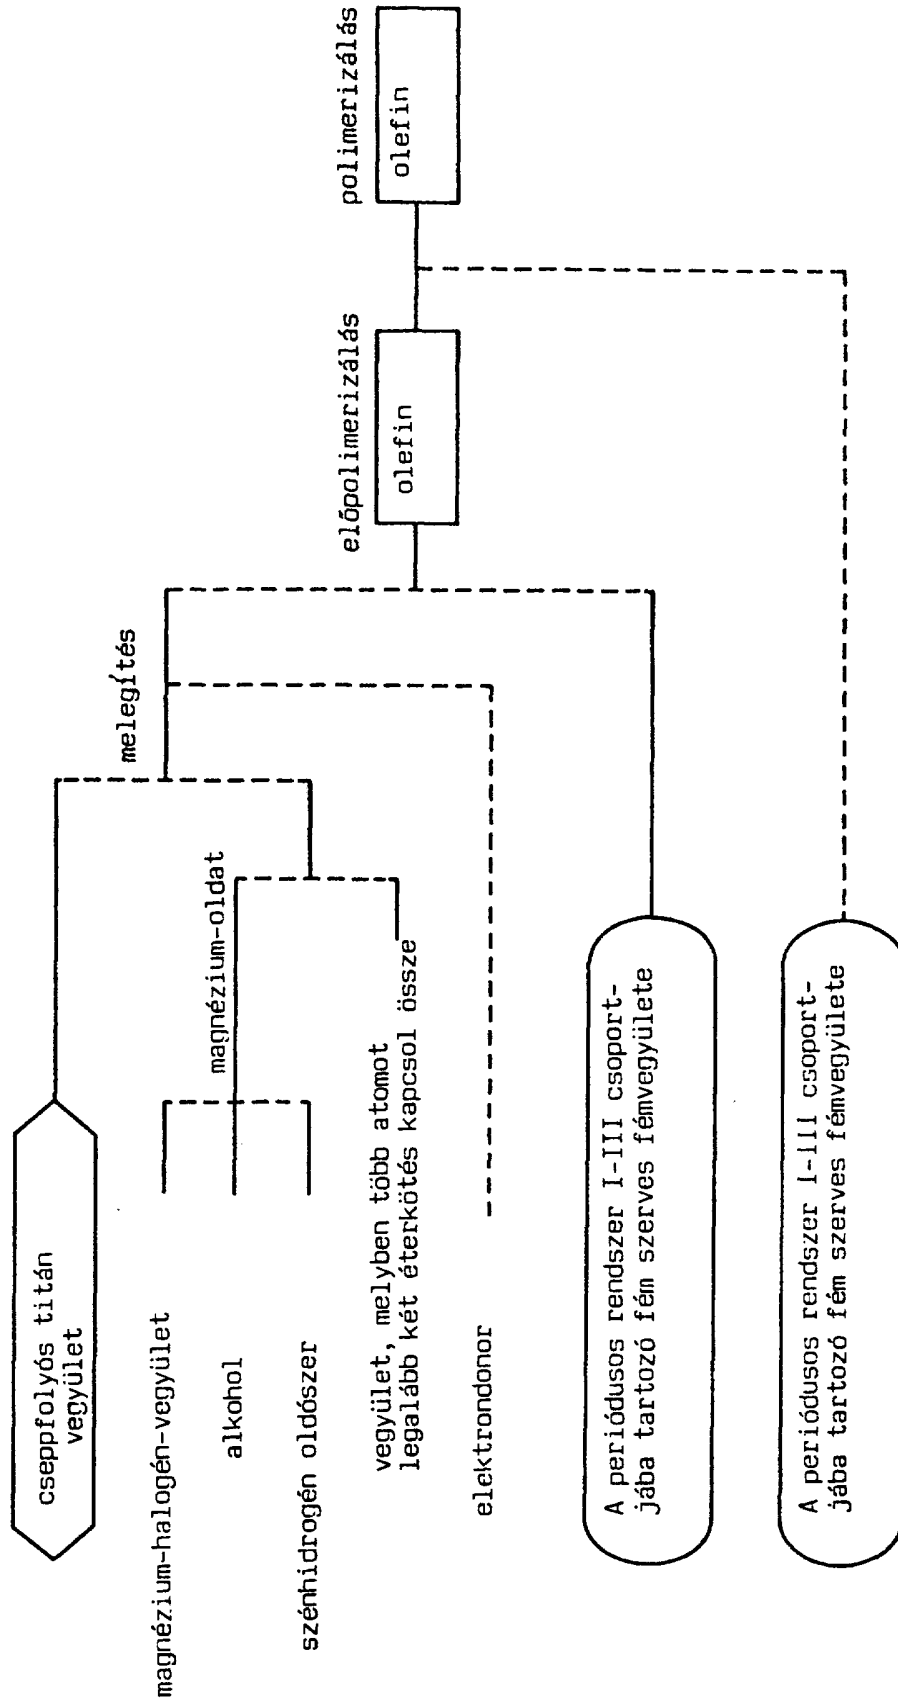 cseppfolyós titán
vegyület
magnézium-halogén-vegyület
alkohol
szénhidrogén oldószer
magnézium-oldat
vegyület, melyben több atomot
legalább két éterkötés kapcsol össze
melegítés
elektrondonor
előpolimerizálás
olefin
polimerizálás
olefin
A periódusos rendszer I-III csoport-
jába tartozó fém szerves fémvegyülete
A periódusos rendszer I-III csoport-
jába tartozó fém szerves fémvegyülete